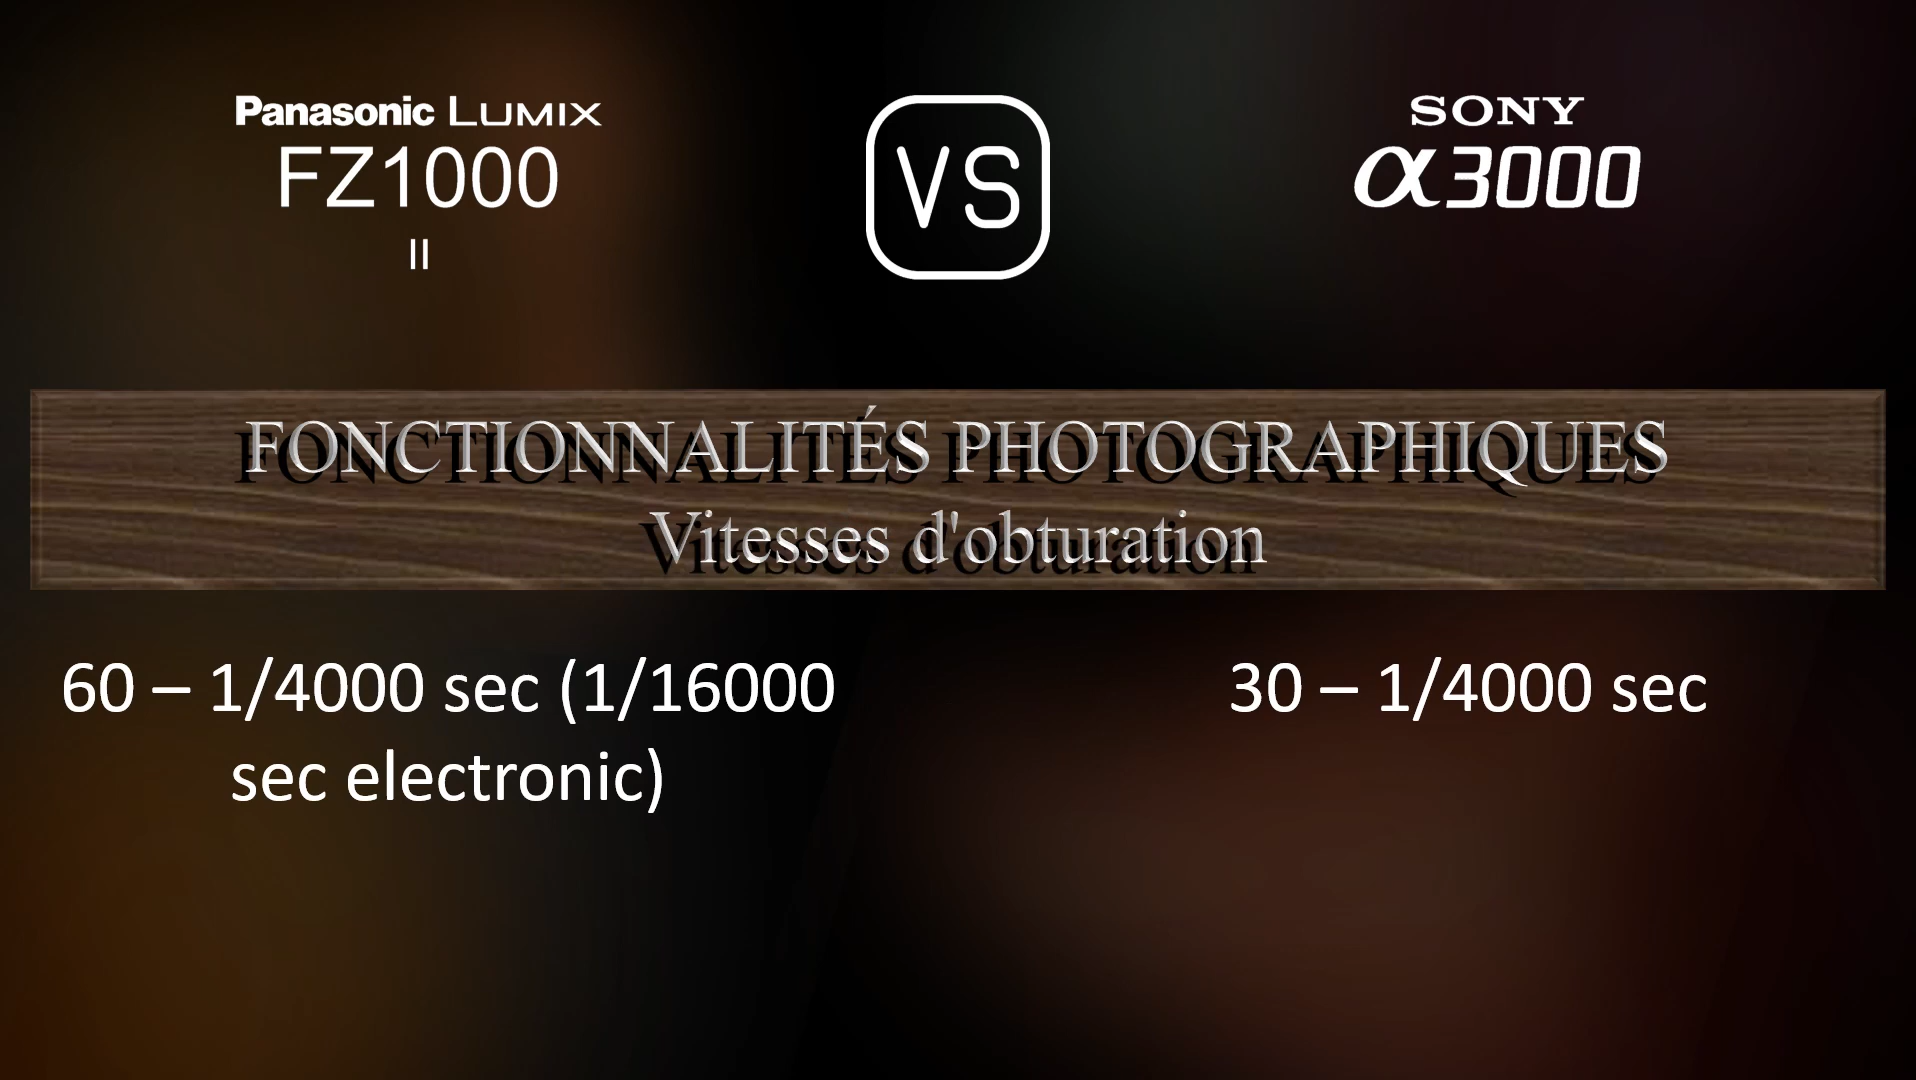 Panasonic LUMIX
FZ1000
II
VS
SONY
α3000
FONCTIONNALITÉS PHOTOGRAPHIQUES
Vitesses d'obturation
60 – 1/4000 sec (1/16000
sec electronic)
30 – 1/4000 sec